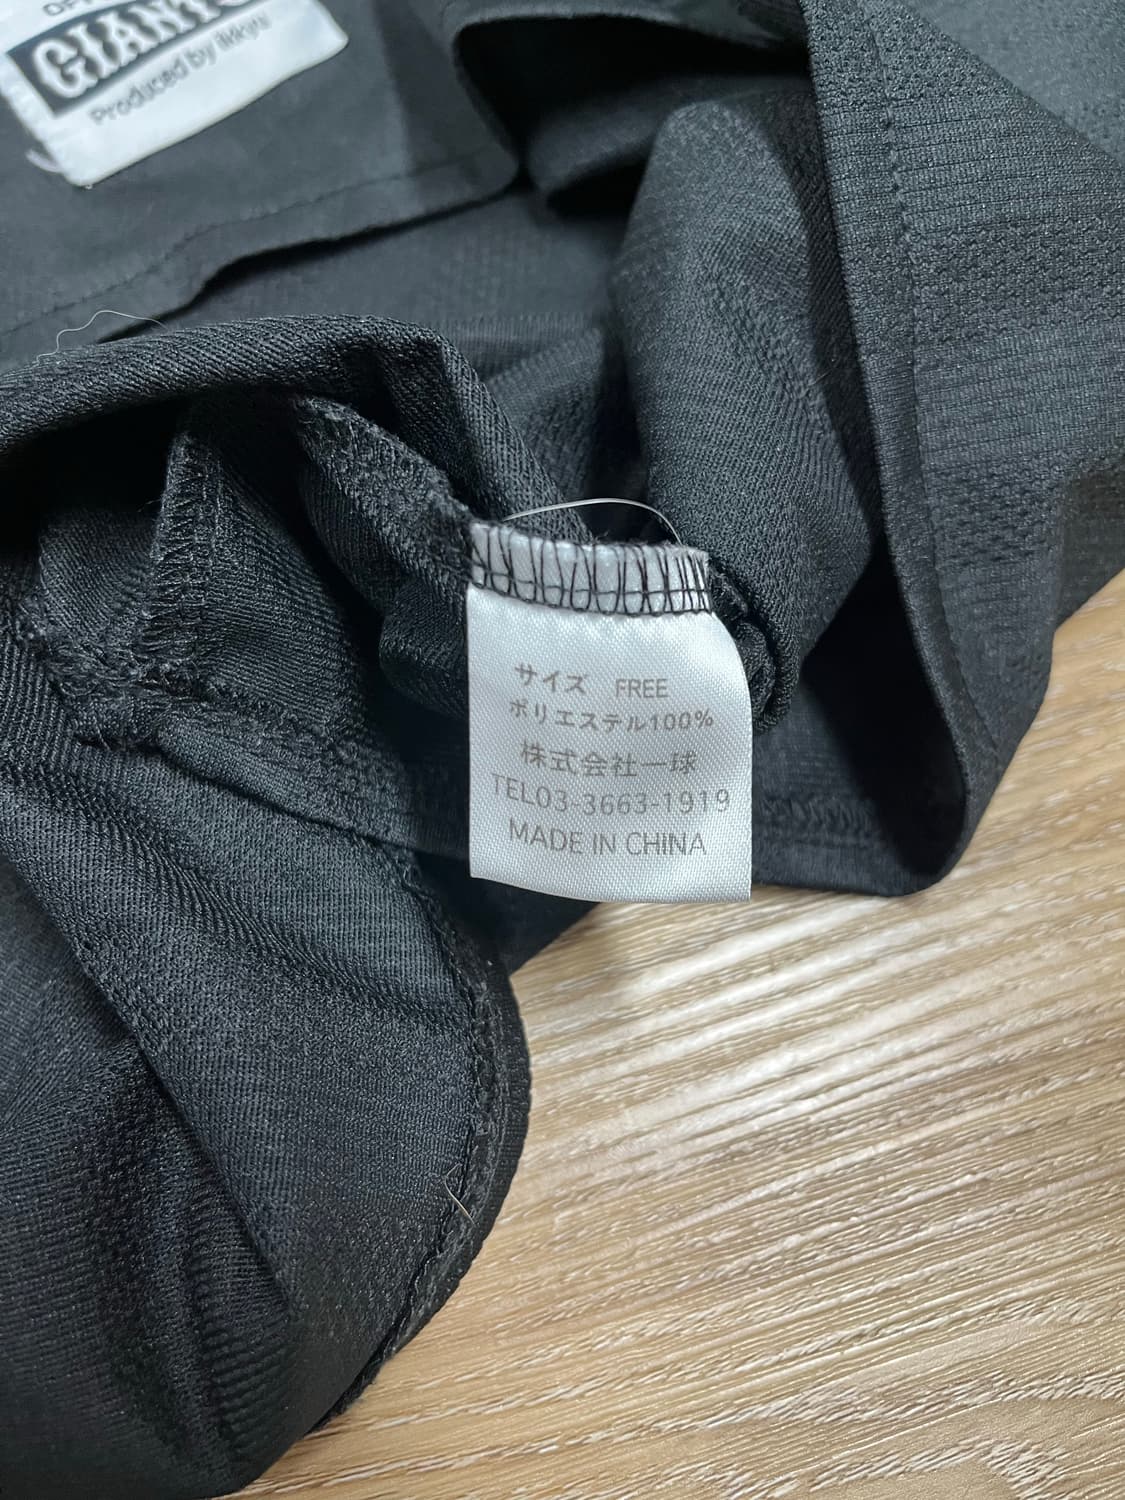 GIANTS
Produced by Ikkyu
サイズ FREE
ポリエステル100%
株式会社一球
TEL03-3663-1919
MADE IN CHINA